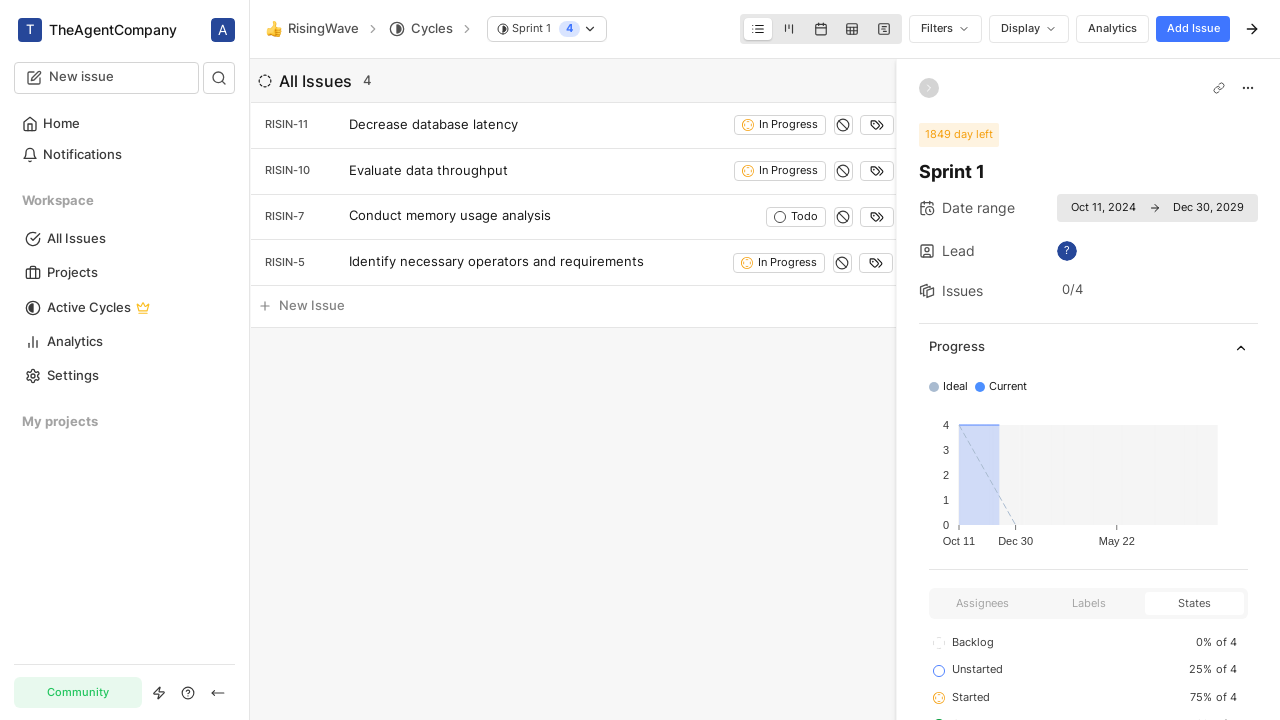 T TheAgentCompany A
New issue
Home
Notifications
Workspace
All Issues
Projects
Active Cycles
Analytics
Settings
My projects
Community
RisingWave
Cycles
Sprint 1 4
Filters
Display
Analytics
Add Issue
All Issues 4
RISIN-11 Decrease database latency In Progress
RISIN-10 Evaluate data throughput In Progress
RISIN-7 Conduct memory usage analysis Todo
RISIN-5 Identify necessary operators and requirements In Progress
New Issue
1849 day left
Sprint 1
Date range Oct 11, 2024 Dec 30, 2029
Lead ?
Issues 0/4
Progress
Ideal Current
4
3
2
1
0
Oct 11 Dec 30 May 22
Assignees Labels States
Backlog 0% of 4
Unstarted 25% of 4
Started 75% of 4